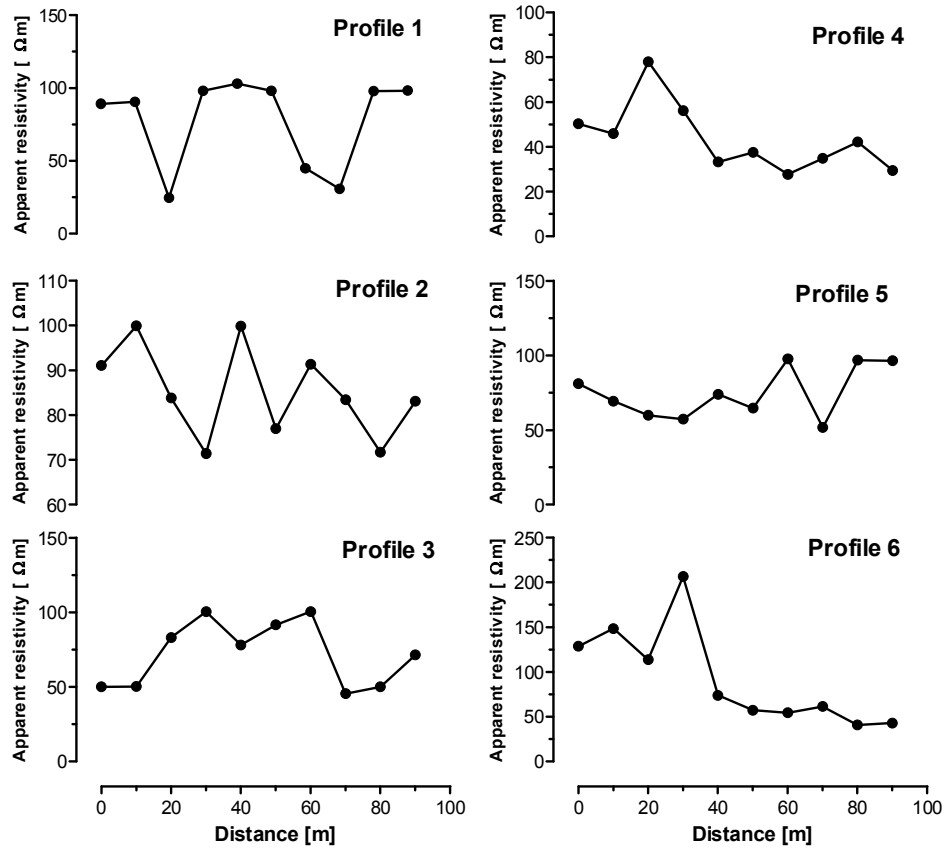 Profile 1
Apparent resistivity [ Ωm]
150
100
50
0
Profile 4
Apparent resistivity [ Ωm]
100
80
60
40
20
0
Profile 2
Apparent resistivity [ Ωm]
110
100
90
80
70
60
Profile 5
Apparent resistivity [ Ωm]
150
100
50
0
Profile 3
Apparent resistivity [ Ωm]
150
100
50
0
0 20 40 60 80 100
Distance [m]
Profile 6
Apparent resistivity [ Ωm]
250
200
150
100
50
0
0 20 40 60 80 100
Distance [m]